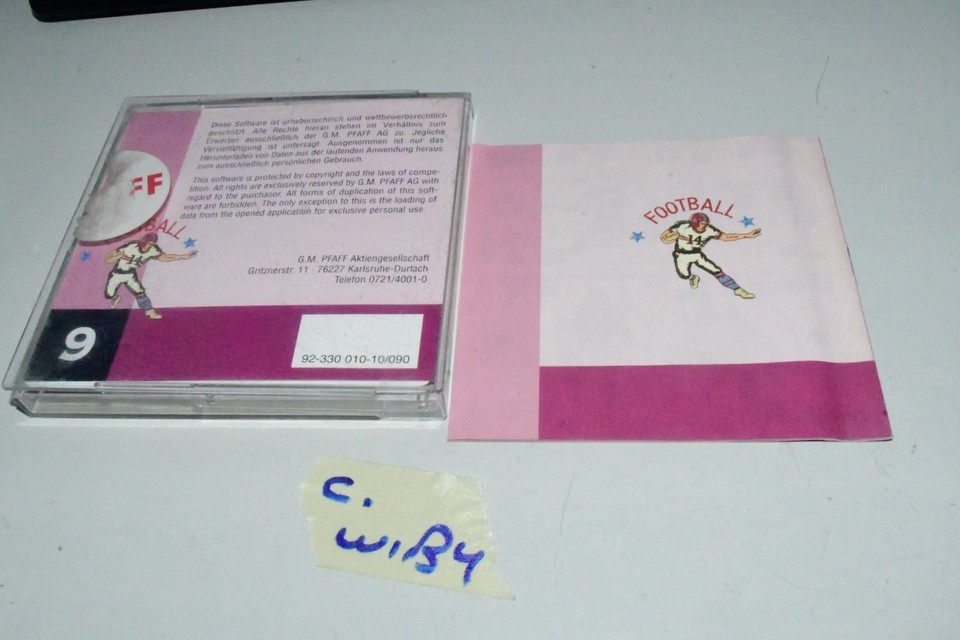 Diese Software ist urheberrechtlich und wettbewerbsrechtlich
geschützt. Alle Rechte hieran stehen im Verhältnis zum
Erwerber ausschließlich der G.M. PFAFF AG zu. Jegliche
Vervielfältigung ist untersagt. Ausgenommen ist nur das
Herunterladen von Daten aus der laufenden Anwendung heraus
zum ausschließlich persönlichen Gebrauch.
This software is protected by copyright and the laws of compe-
tition. All rights are exclusively reserved by G.M. PFAFF AG with
regard to the purchasor. All forms of duplication of this soft-
ware are forbidden. The only exception to this is the loading of
data from the opened application for exclusive personal use.
FF
BALL
14
G.M. PFAFF Aktiengesellschaft
Gritznerstr. 11 · 76227 Karlsruhe-Durlach
Telefon 0721/4001-0
9
92-330 010-10/090
FOOTBALL
14
C.
WIBY